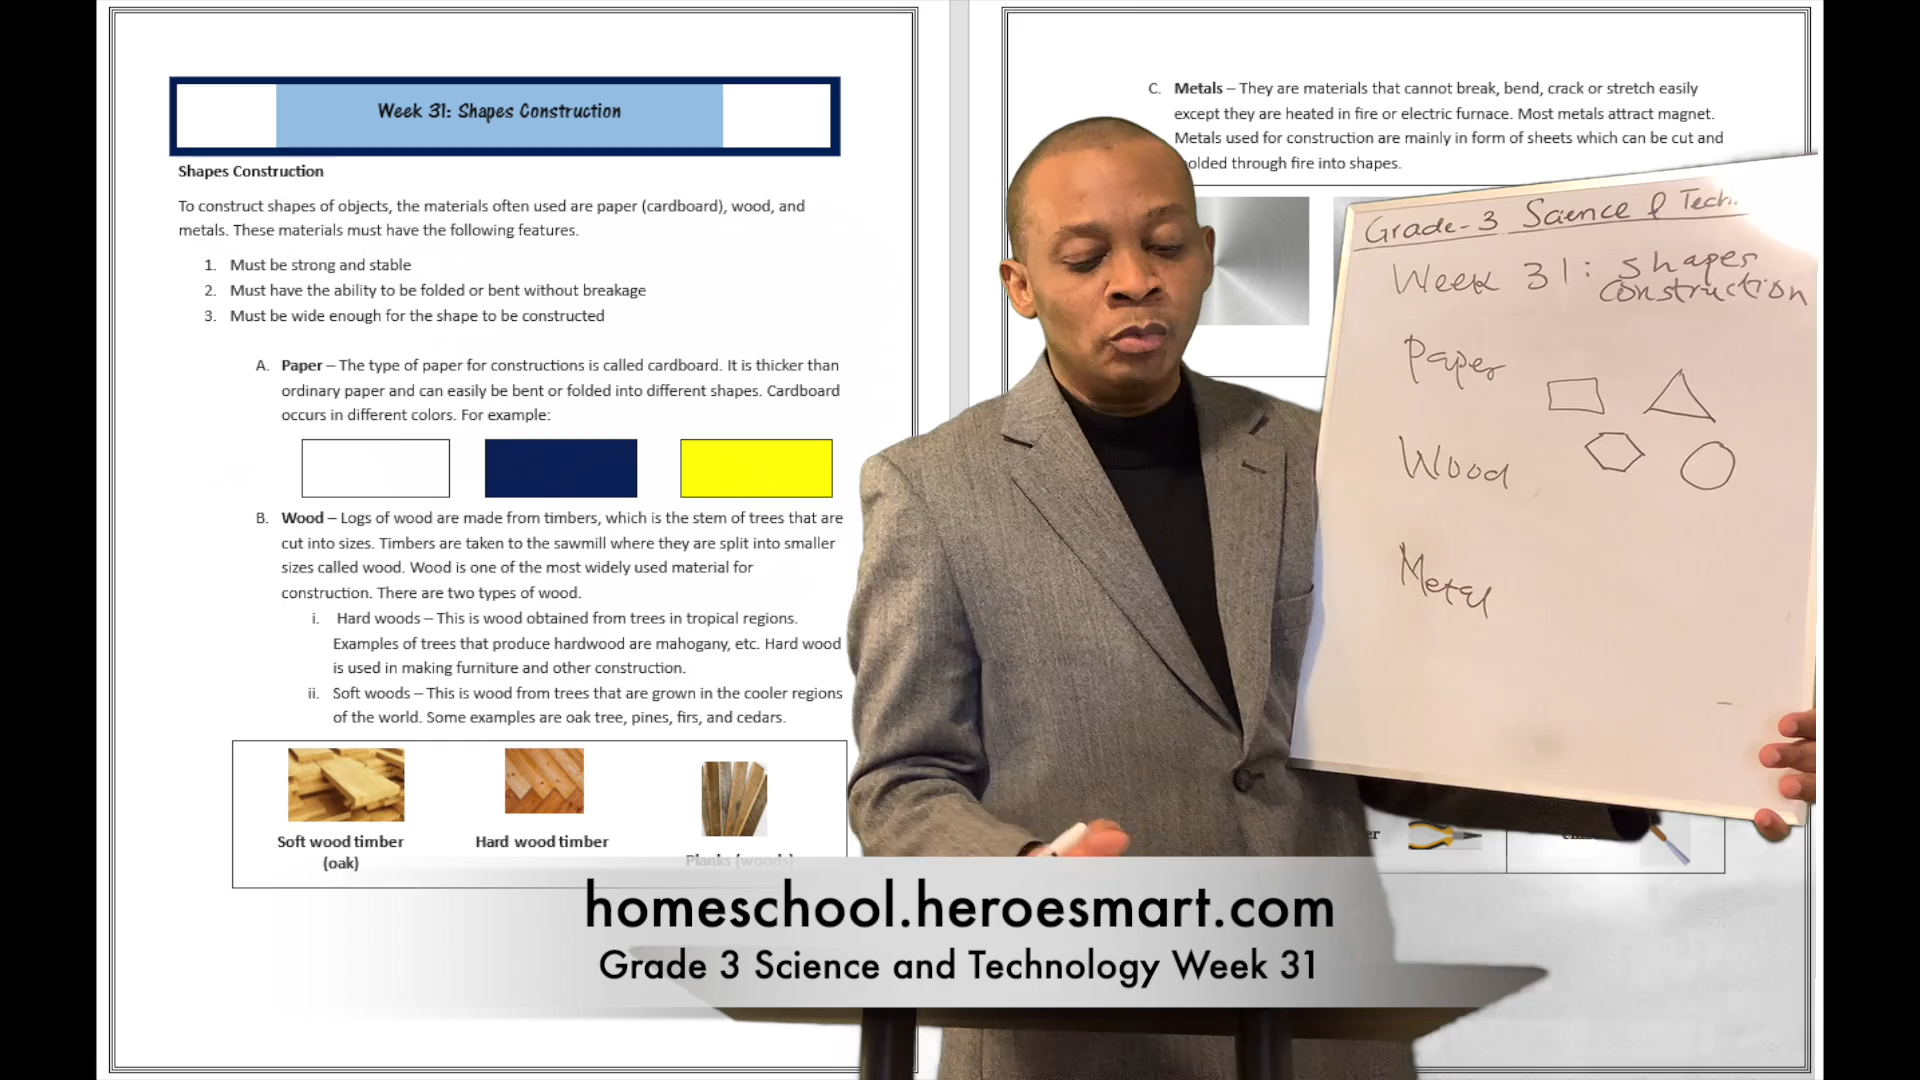 Week 31: Shapes Construction
Shapes Construction
To construct shapes of objects, the materials often used are paper (cardboard), wood, and
metals. These materials must have the following features.
1. Must be strong and stable
2. Must have the ability to be folded or bent without breakage
3. Must be wide enough for the shape to be constructed
A. Paper – The type of paper for constructions is called cardboard. It is thicker than
ordinary paper and can easily be bent or folded into different shapes. Cardboard
occurs in different colors. For example:
B. Wood – Logs of wood are made from timbers, which is the stem of trees that are
cut into sizes. Timbers are taken to the sawmill where they are split into smaller
sizes called wood. Wood is one of the most widely used material for
construction. There are two types of wood.
i. Hard woods – This is wood obtained from trees in tropical regions.
Examples of trees that produce hardwood are mahogany, etc. Hard wood
is used in making furniture and other construction.
ii. Soft woods – This is wood from trees that are grown in the cooler regions
of the world. Some examples are oak tree, pines, firs, and cedars.
Soft wood timber
(oak)
Hard wood timber
Planks (woods)
C. Metals – They are materials that cannot break, bend, crack or stretch easily
except they are heated in fire or electric furnace. Most metals attract magnet.
Metals used for construction are mainly in form of sheets which can be cut and
olded through fire into shapes.
Grade-3 Science & Tech.
Week 31: Shapes
construction
Paper
Wood
Metal
er
homeschool.heroesmart.com
Grade 3 Science and Technology Week 31